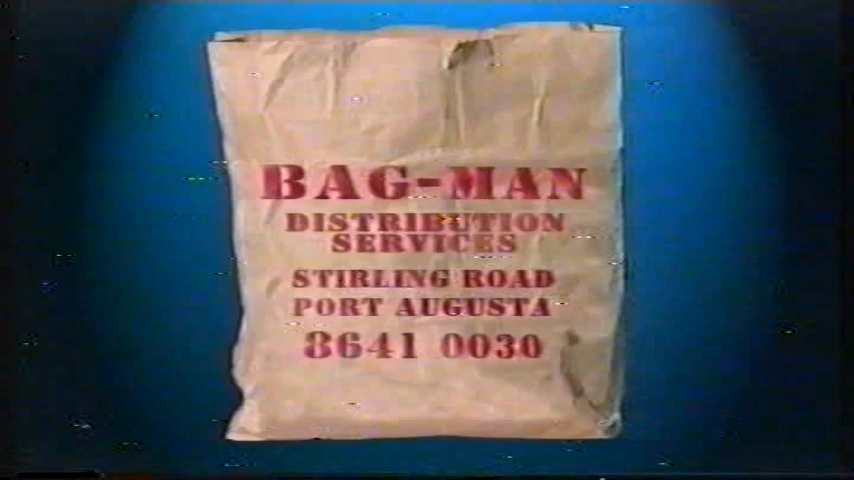 BAG-MAN
DISTRIBUTION
SERVICES
STIRLING ROAD
PORT AUGUSTA
8641 0030